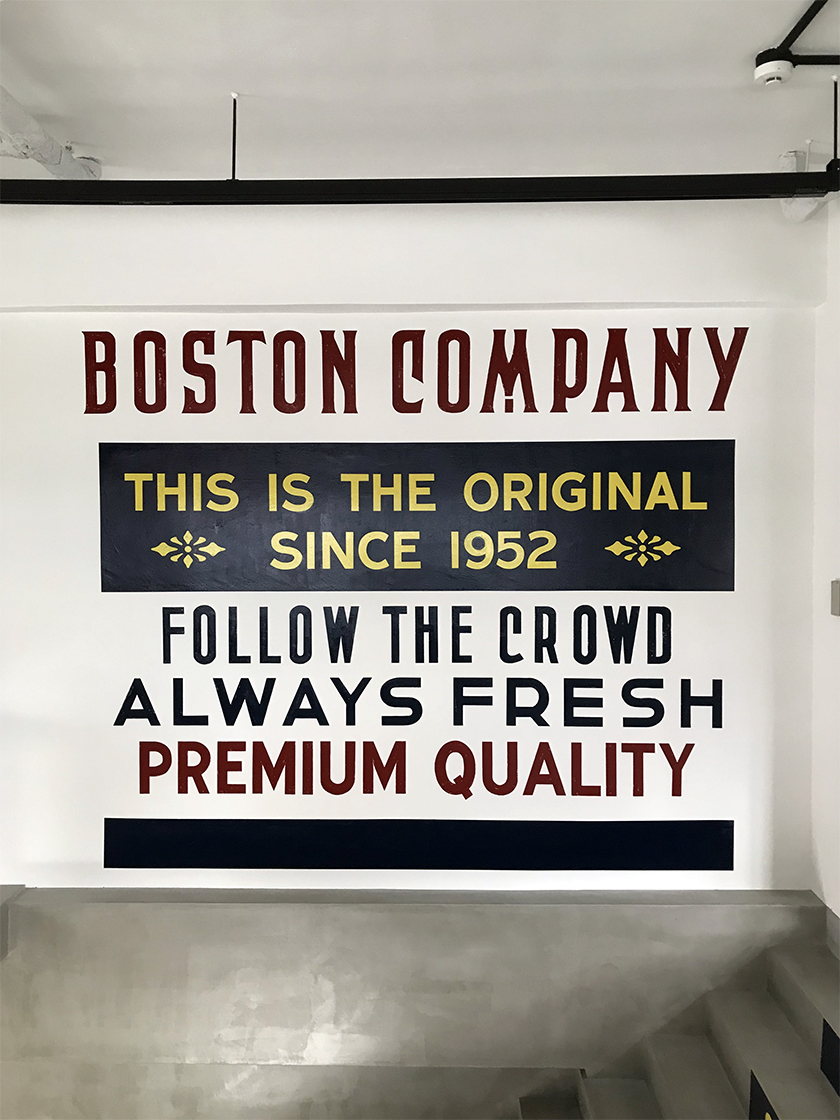 BOSTON COMPANY
THIS IS THE ORIGINAL
SINCE 1952
FOLLOW THE CROWD
ALWAYS FRESH
PREMIUM QUALITY